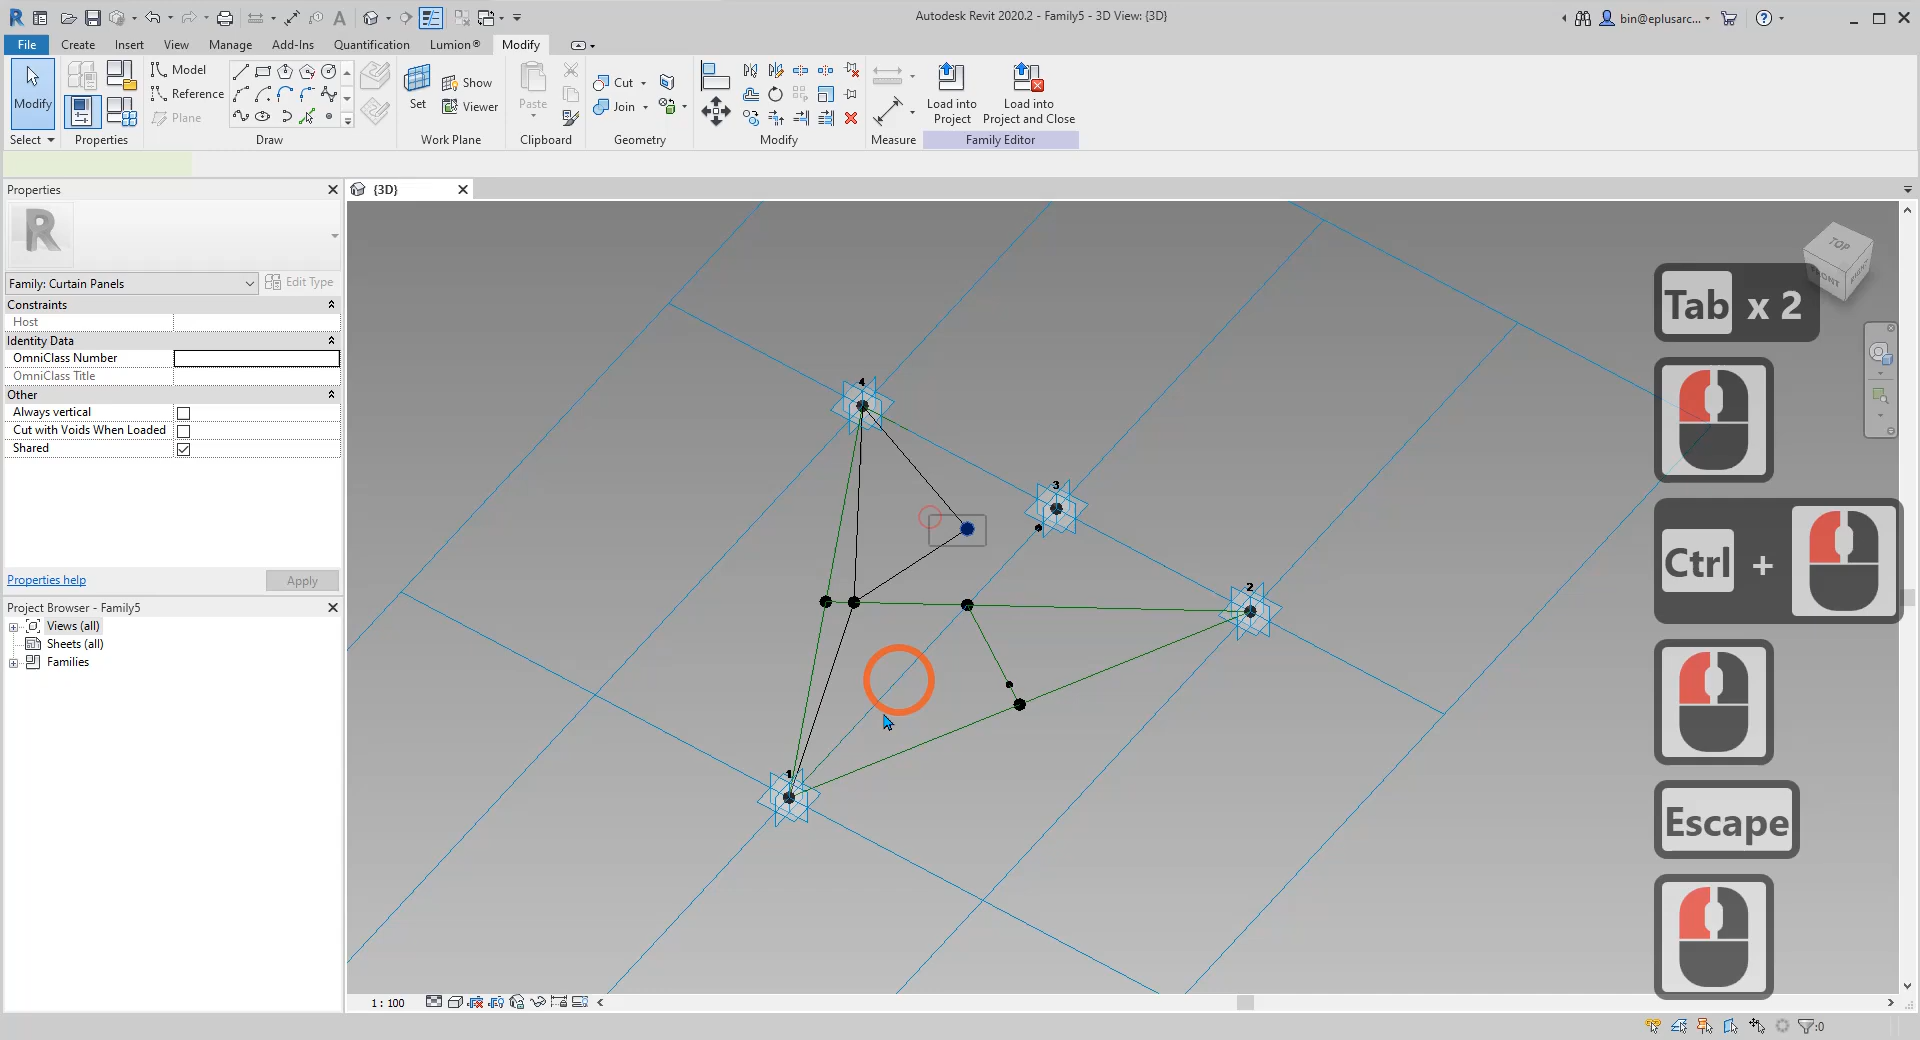 Autodesk Revit 2020.2 - Family5 - 3D View: {3D}
bin@eplusarc...
File Create Insert View Manage Add-Ins Quantification Lumion® Modify
Modify
Select
Properties
Model
Reference
Plane
Draw
Set
Show
Viewer
Work Plane
Paste
Clipboard
Cut
Join
Geometry
Modify
Measure
Load into Project
Load into Project and Close
Family Editor
Properties
{3D}
R
Family: Curtain Panels
Edit Type
Constraints
Host
Identity Data
OmniClass Number
OmniClass Title
Other
Always vertical
Cut with Voids When Loaded
Shared
Properties help
Apply
Project Browser - Family5
Views (all)
Sheets (all)
Families
4
3
2
1
TOP
FRONT
Tab x 2
Ctrl +
Escape
1 : 100
:0